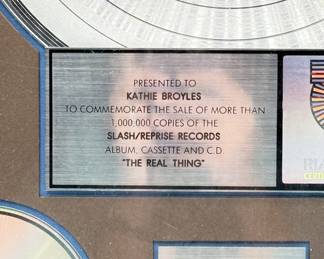 PRESENTED TO
KATHIE BROYLES
TO COMMEMORATE THE SALE OF MORE THAN
1,000,000 COPIES OF THE
SLASH/REPRISE RECORDS
ALBUM, CASSETTE AND C.D.
"THE REAL THING"